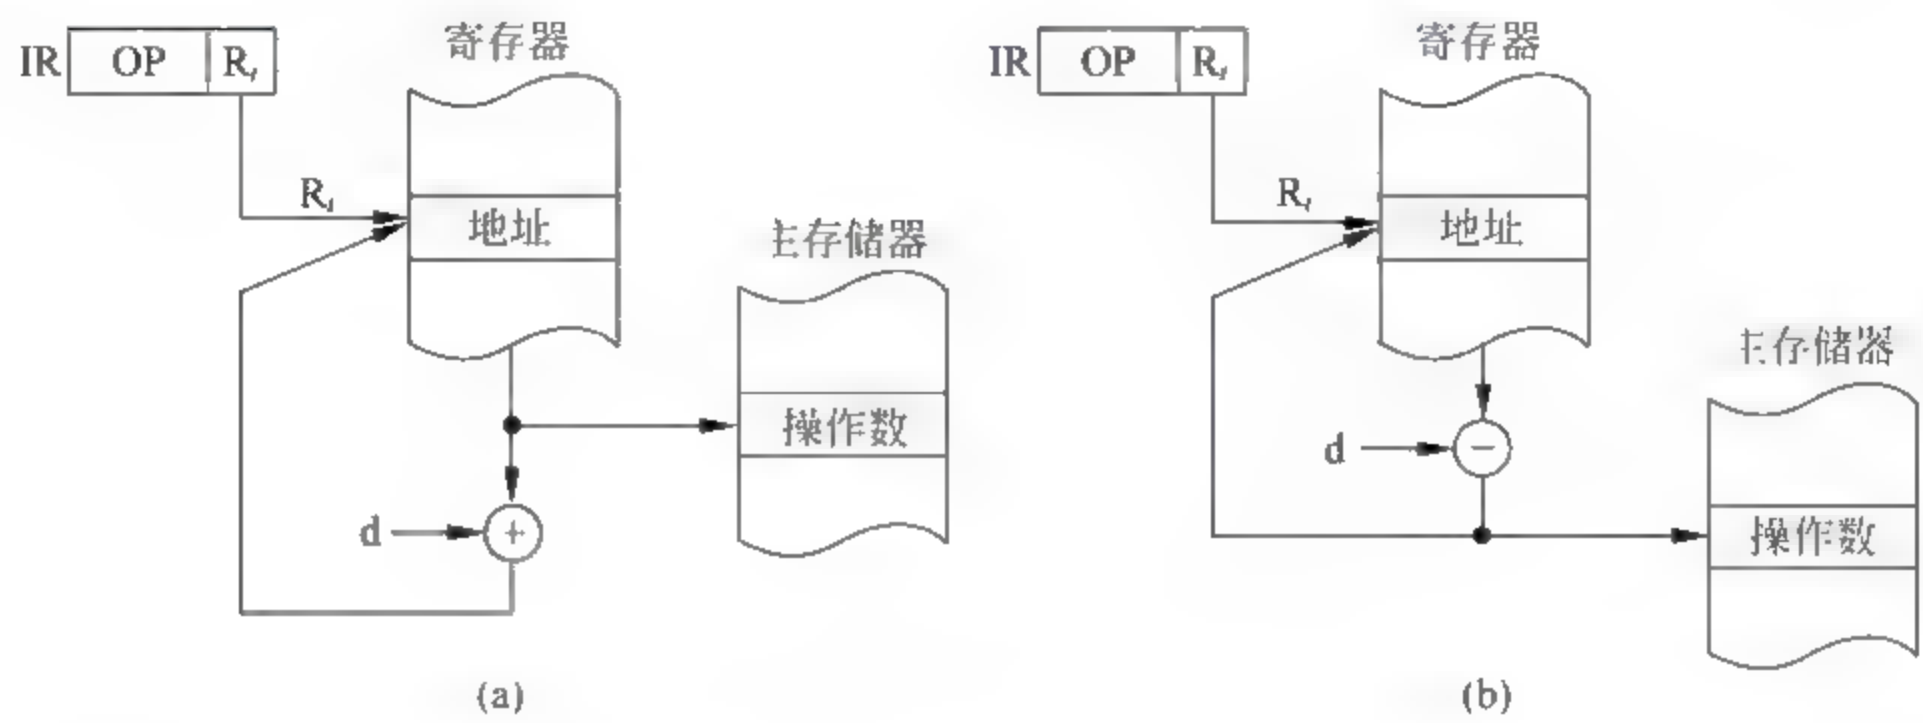 IR OP Rᵢ
寄存器
Rᵢ
地址
主存储器
操作数
d
+
(a)
IR OP Rᵢ
寄存器
Rᵢ
地址
主存储器
d
−
操作数
(b)